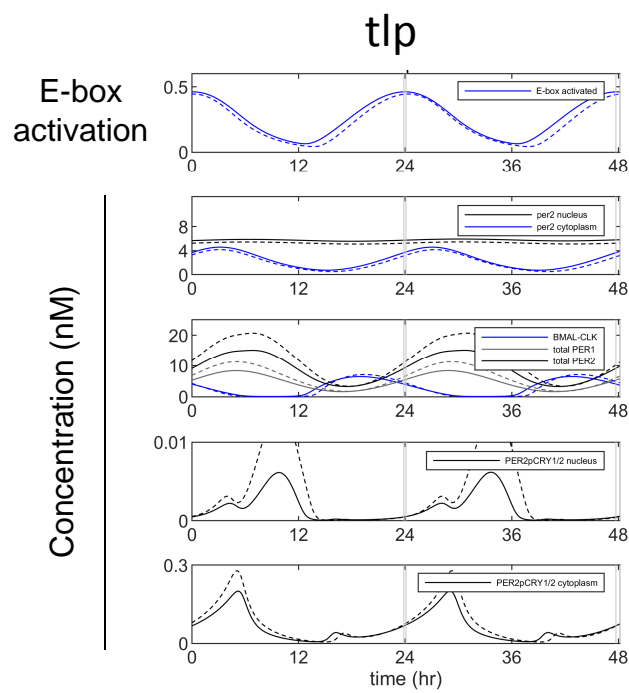 tlp
E-box
activation
0.5
0
E-box activated
0 12 24 36 48
8
4
0
per2 nucleus
per2 cytoplasm
0 12 24 36 48
Concentration (nM)
20
10
0
BMAL-CLK
total PER1
total PER2
0 12 24 36 48
0.01
0
PER2pCRY1/2 nucleus
0 12 24 36 48
0.3
0
PER2pCRY1/2 cytoplasm
0 12 24 36 48
time (hr)